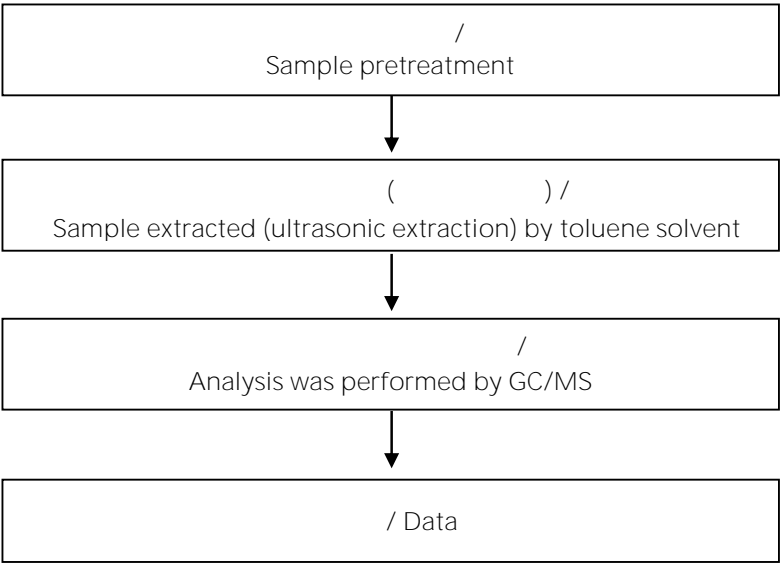 /
Sample pretreatment
( ) /
Sample extracted (ultrasonic extraction) by toluene solvent
/
Analysis was performed by GC/MS
/ Data